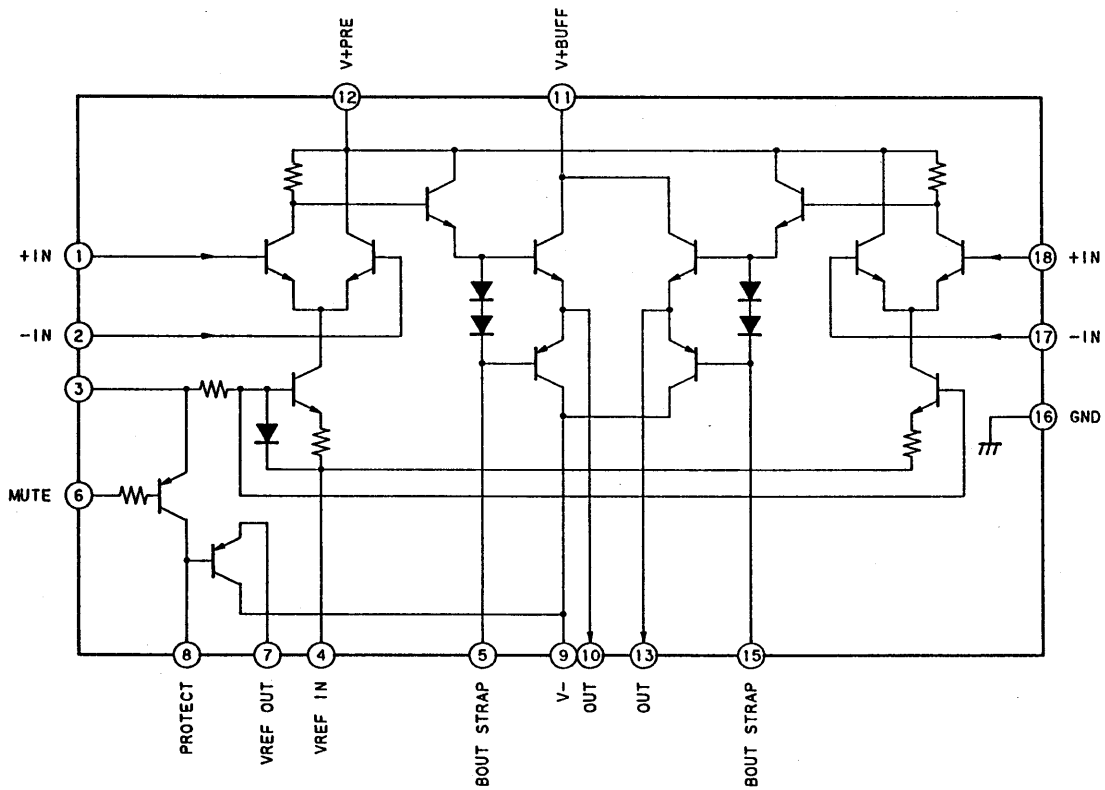 V+PRE
V+BUFF
12
11
+IN 1
18 +IN
-IN 2
17 -IN
3
16 GND
MUTE 6
8
7
4
5
9
10
13
15
PROTECT
VREF OUT
VREF IN
BOUT STRAP
V-
OUT
OUT
BOUT STRAP